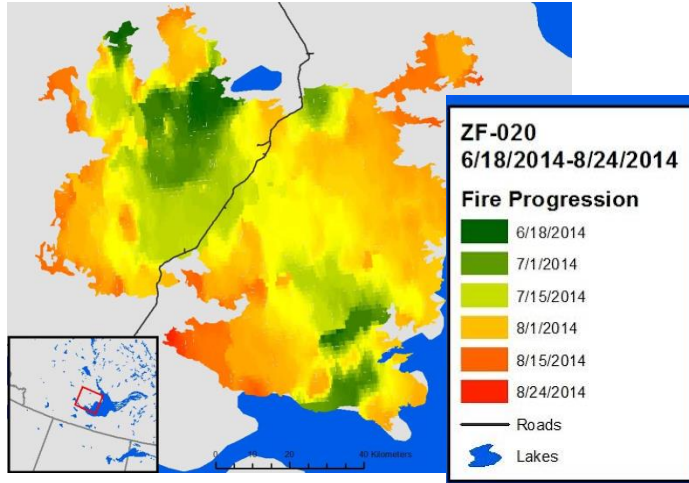 ZF-020
6/18/2014-8/24/2014
Fire Progression
6/18/2014
7/1/2014
7/15/2014
8/1/2014
8/15/2014
8/24/2014
Roads
Lakes
0 10 20 40 Kilometers